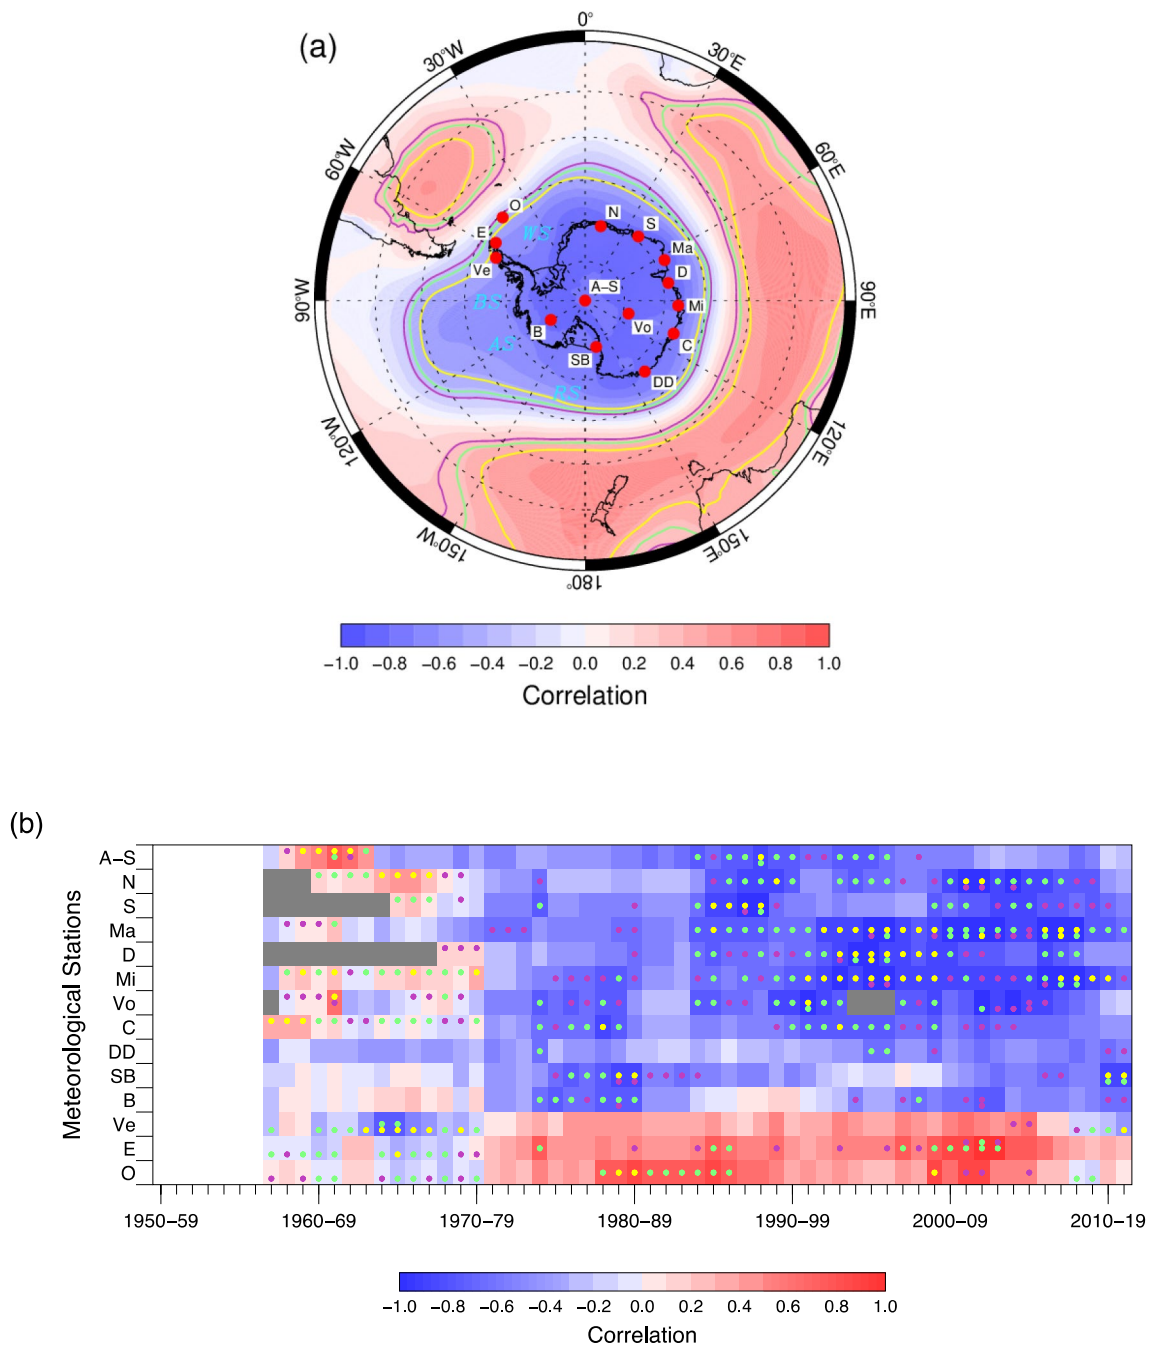 (a)
0°
30°W
30°E
60°W
60°E
90°W
90°E
120°W
120°E
150°W
150°E
180°
O
N
S
E
WS
Ma
Ve
D
A–S
BS
Mi
B
Vo
AS
C
SB
DD
RS
−1.0 −0.8 −0.6 −0.4 −0.2 0.0 0.2 0.4 0.6 0.8 1.0
Correlation
(b)
Meteorological Stations
A–S
N
S
Ma
D
Mi
Vo
C
DD
SB
B
Ve
E
O
1950–59 1960–69 1970–79 1980–89 1990–99 2000–09 2010–19
−1.0 −0.8 −0.6 −0.4 −0.2 0.0 0.2 0.4 0.6 0.8 1.0
Correlation